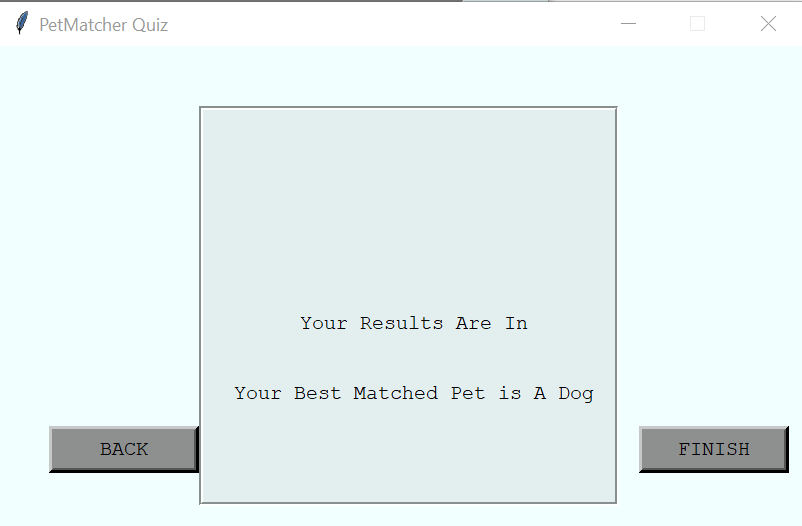 PetMatcher Quiz
Your Results Are In
Your Best Matched Pet is A Dog
BACK
FINISH